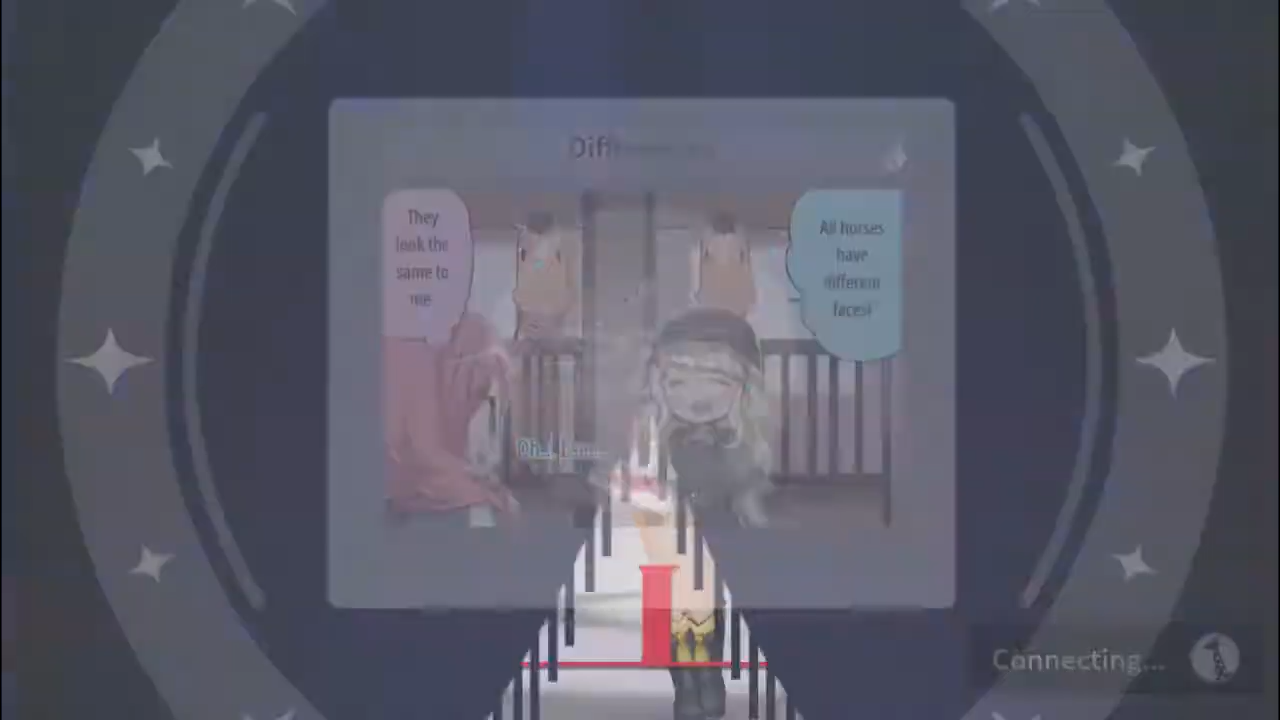 They
look the
same to
me
All horses
have
different
faces!
Connecting...